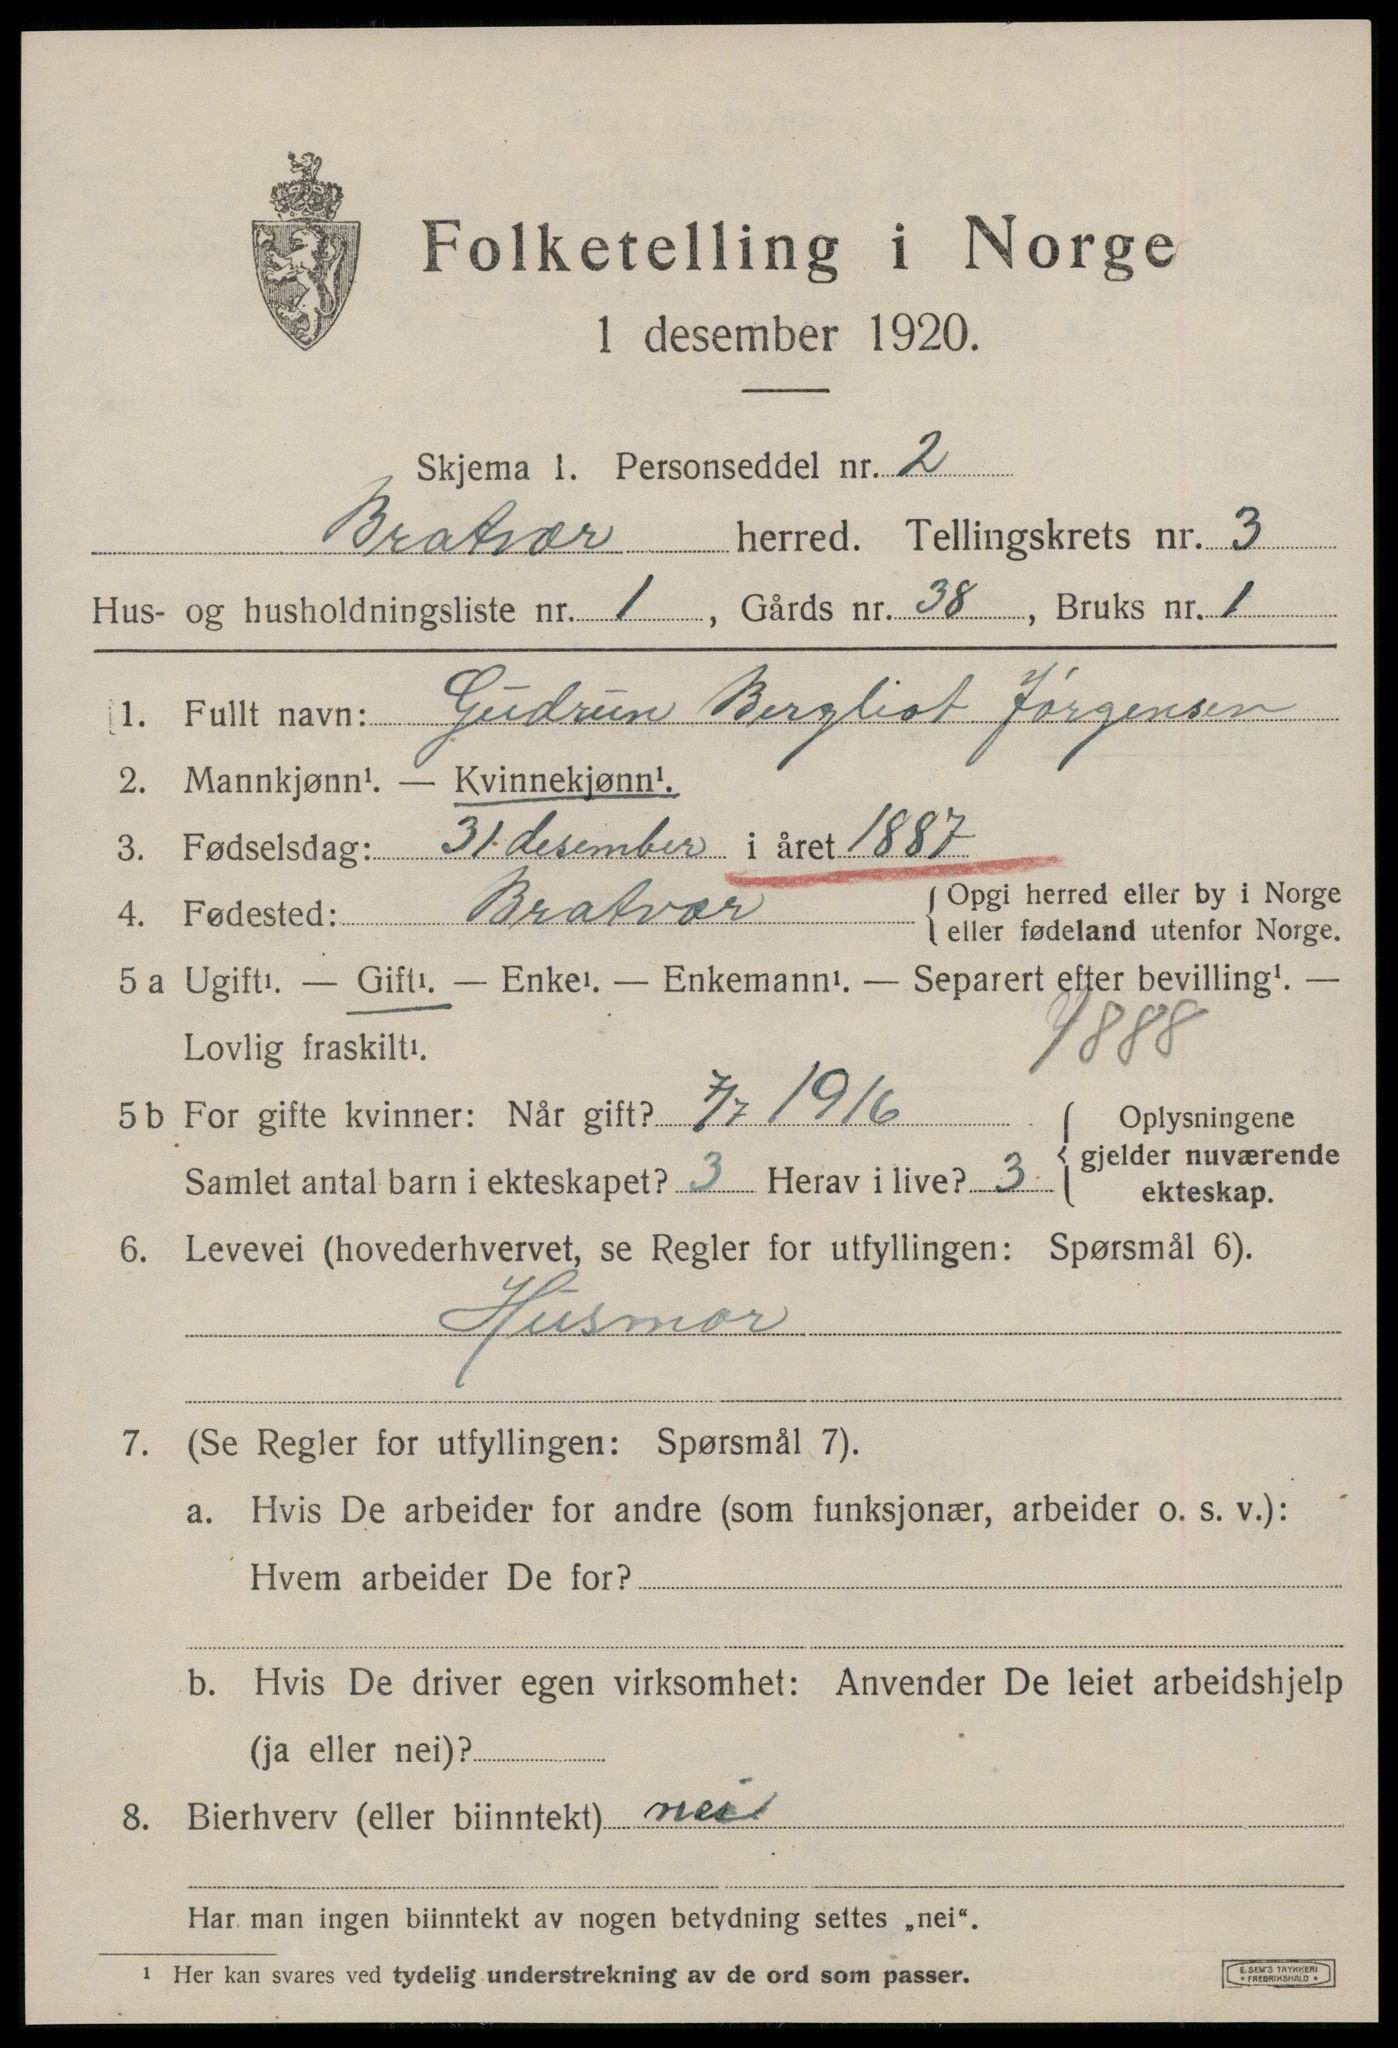 Folketelling i Norge
1 desember 1920.
Skjema 1. Personseddel nr. 2
Bratvær herred. Tellingskrets nr. 3
Hus- og husholdningsliste nr. 1, Gårds nr. 38, Bruks nr. 1
1. Fullt navn: Gudrun Bergliot Jørgensen
2. Mannkjønn¹. — Kvinnekjønn¹.
3. Fødselsdag: 31 desember i året 1887
4. Fødested: Bratvær { Opgi herred eller by i Norge
eller fødeland utenfor Norge.
5 a Ugift¹. — Gift¹. — Enke¹. — Enkemann¹. — Separert efter bevilling¹. —
Lovlig fraskilt¹. 1888
5 b For gifte kvinner: Når gift? 7/7 1916
Samlet antal barn i ekteskapet? 3 Herav i live? 3
{ Oplysningene
gjelder nuværende
ekteskap.
6. Levevei (hovederhvervet, se Regler for utfyllingen: Spørsmål 6).
Husmor
7. (Se Regler for utfyllingen: Spørsmål 7).
a. Hvis De arbeider for andre (som funksjonær, arbeider o. s. v.):
Hvem arbeider De for?
b. Hvis De driver egen virksomhet: Anvender De leiet arbeidshjelp
(ja eller nei)?
8. Bierhverv (eller biinntekt) nei
Har man ingen biinntekt av nogen betydning settes „nei“.
¹ Her kan svares ved tydelig understrekning av de ord som passer.
E. SEM'S TRYKKERI
* FREDRIKSHALD *